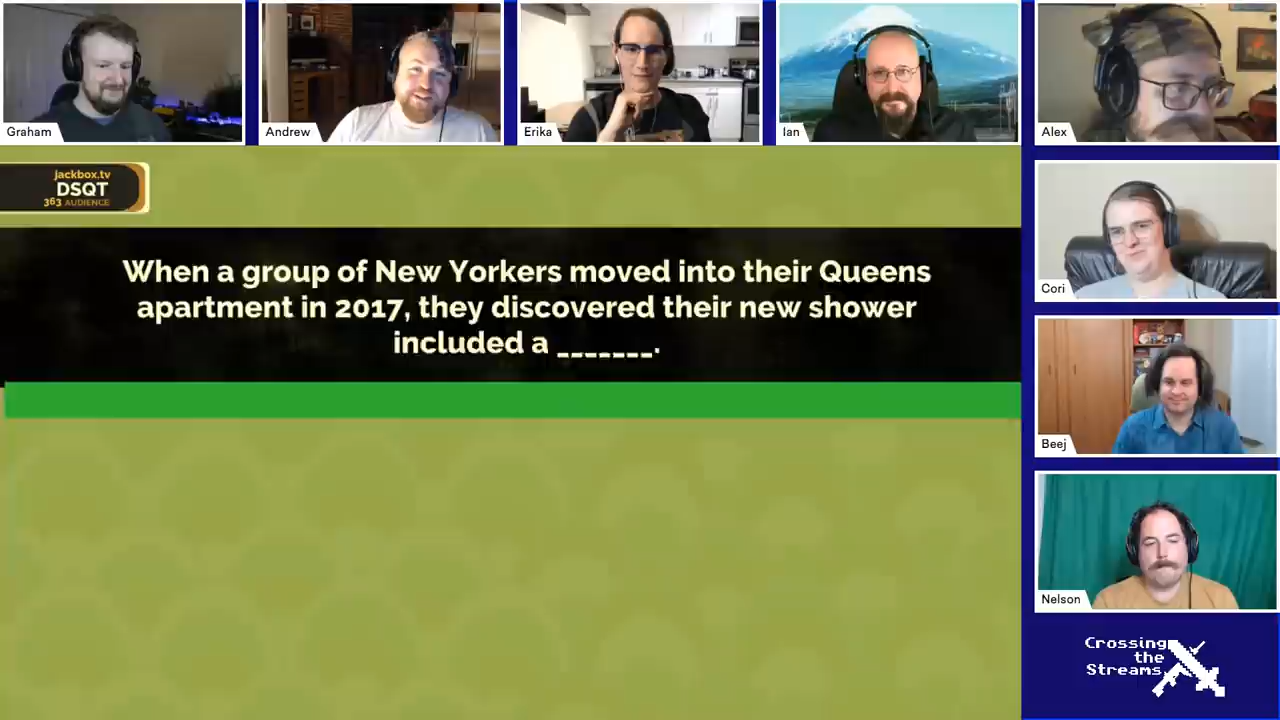 Graham
Andrew
Erika
Ian
Alex
jackbox.tv
DSQT
363 AUDIENCE
When a group of New Yorkers moved into their Queens
apartment in 2017, they discovered their new shower
included a _______.
Cori
Beej
Nelson
Crossing
the
Streams